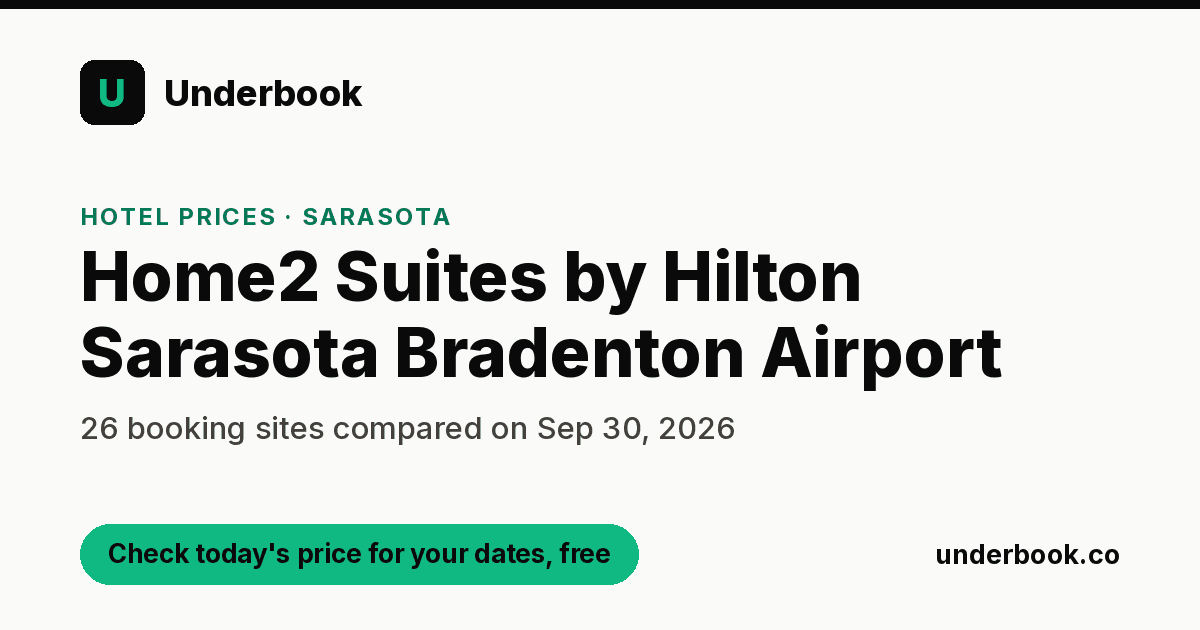 U
Underbook
HOTEL PRICES · SARASOTA
Home2 Suites by Hilton
Sarasota Bradenton Airport
26 booking sites compared on Sep 30, 2026
Check today's price for your dates, free
underbook.co